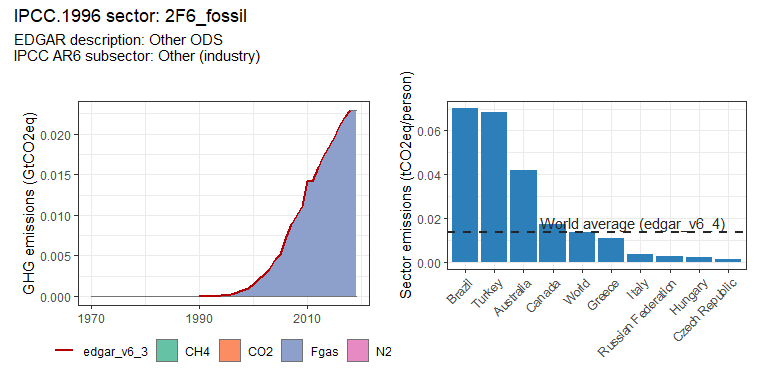 IPCC.1996 sector: 2F6_fossil
EDGAR description: Other ODS
IPCC AR6 subsector: Other (industry)
GHG emissions (GtCO2eq)
0.020
0.015
0.010
0.005
0.000
1970
1990
2010
edgar_v6_3
CH4
CO2
Fgas
N2
Sector emissions (tCO2eq/person)
0.06
0.04
0.02
0.00
World average (edgar_v6_4)
Brazil
Turkey
Australia
Canada
World
Greece
Italy
Russian Federation
Hungary
Czech Republic